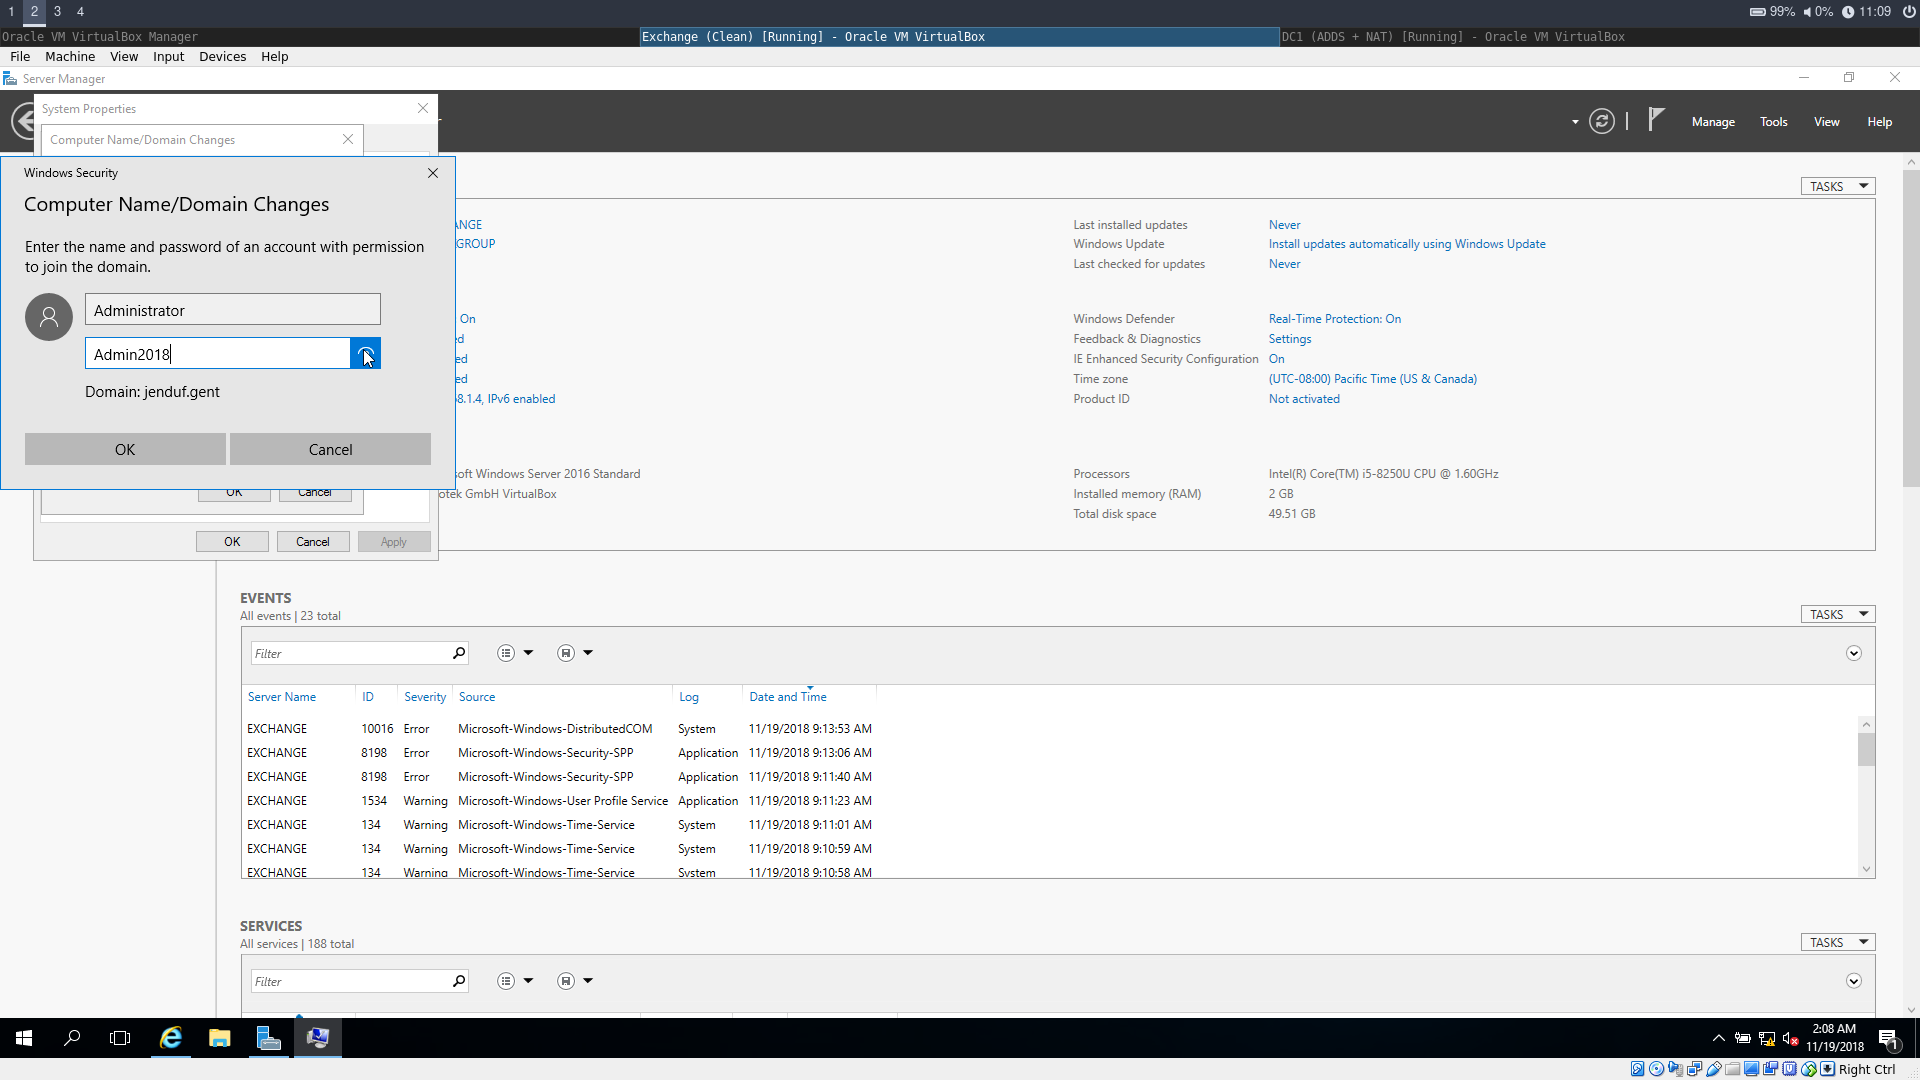 1 2 3 4
99% 0% 11:09
Oracle VM VirtualBox Manager
Exchange (Clean) [Running] - Oracle VM VirtualBox
DC1 (ADDS + NAT) [Running] - Oracle VM VirtualBox
File Machine View Input Devices Help
Server Manager
System Properties
Manage Tools View Help
Computer Name/Domain Changes
Windows Security
Computer Name/Domain Changes
Enter the name and password of an account with permission
to join the domain.
Administrator
Admin2018
Domain: jenduf.gent
OK Cancel
OK Cancel
OK Cancel Apply
TASKS
ANGE
GROUP
On
ed
ed
ed
8.1.4, IPv6 enabled
soft Windows Server 2016 Standard
otek GmbH VirtualBox
Last installed updates Never
Windows Update Install updates automatically using Windows Update
Last checked for updates Never
Windows Defender Real-Time Protection: On
Feedback & Diagnostics Settings
IE Enhanced Security Configuration On
Time zone (UTC-08:00) Pacific Time (US & Canada)
Product ID Not activated
Processors Intel(R) Core(TM) i5-8250U CPU @ 1.60GHz
Installed memory (RAM) 2 GB
Total disk space 49.51 GB
EVENTS
All events | 23 total
TASKS
Filter
Server Name ID Severity Source Log Date and Time
EXCHANGE 10016 Error Microsoft-Windows-DistributedCOM System 11/19/2018 9:13:53 AM
EXCHANGE 8198 Error Microsoft-Windows-Security-SPP Application 11/19/2018 9:13:06 AM
EXCHANGE 8198 Error Microsoft-Windows-Security-SPP Application 11/19/2018 9:11:40 AM
EXCHANGE 1534 Warning Microsoft-Windows-User Profile Service Application 11/19/2018 9:11:23 AM
EXCHANGE 134 Warning Microsoft-Windows-Time-Service System 11/19/2018 9:11:01 AM
EXCHANGE 134 Warning Microsoft-Windows-Time-Service System 11/19/2018 9:10:59 AM
EXCHANGE 134 Warning Microsoft-Windows-Time-Service System 11/19/2018 9:10:58 AM
SERVICES
All services | 188 total
TASKS
Filter
2:08 AM
11/19/2018
1
Right Ctrl